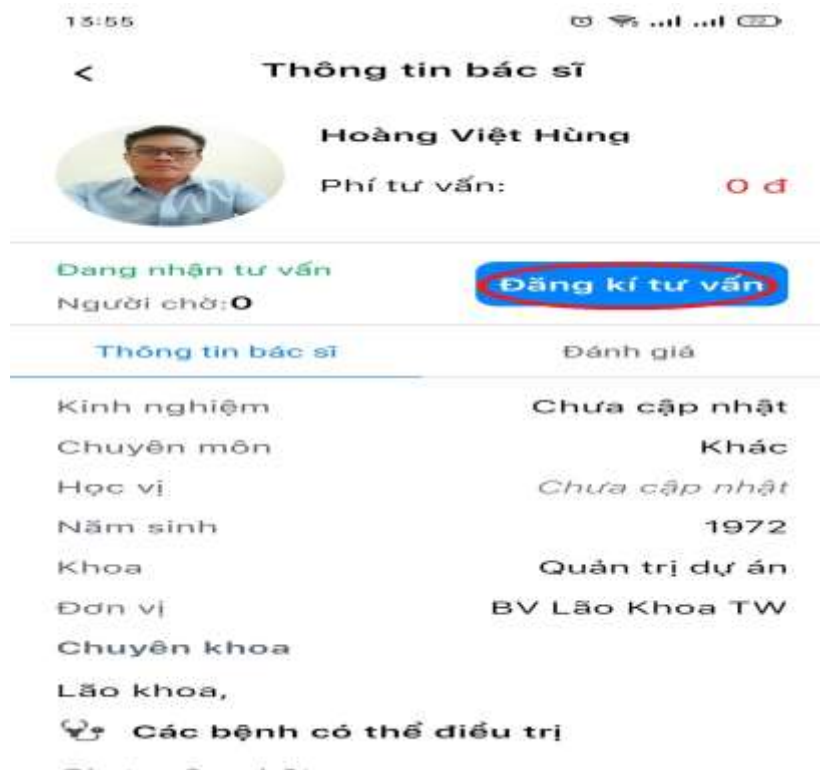 13:55
72
< Thông tin bác sĩ
Hoàng Việt Hùng
Phí tư vấn: 0 đ
Đang nhận tư vấn
Đăng kí tư vấn
Người chờ:0
Thông tin bác sĩ Đánh giá
Kinh nghiệm Chưa cập nhật
Chuyên môn Khác
Học vị Chưa cập nhật
Năm sinh 1972
Khoa Quản trị dự án
Đơn vị BV Lão Khoa TW
Chuyên khoa
Lão khoa,
Các bệnh có thể điều trị